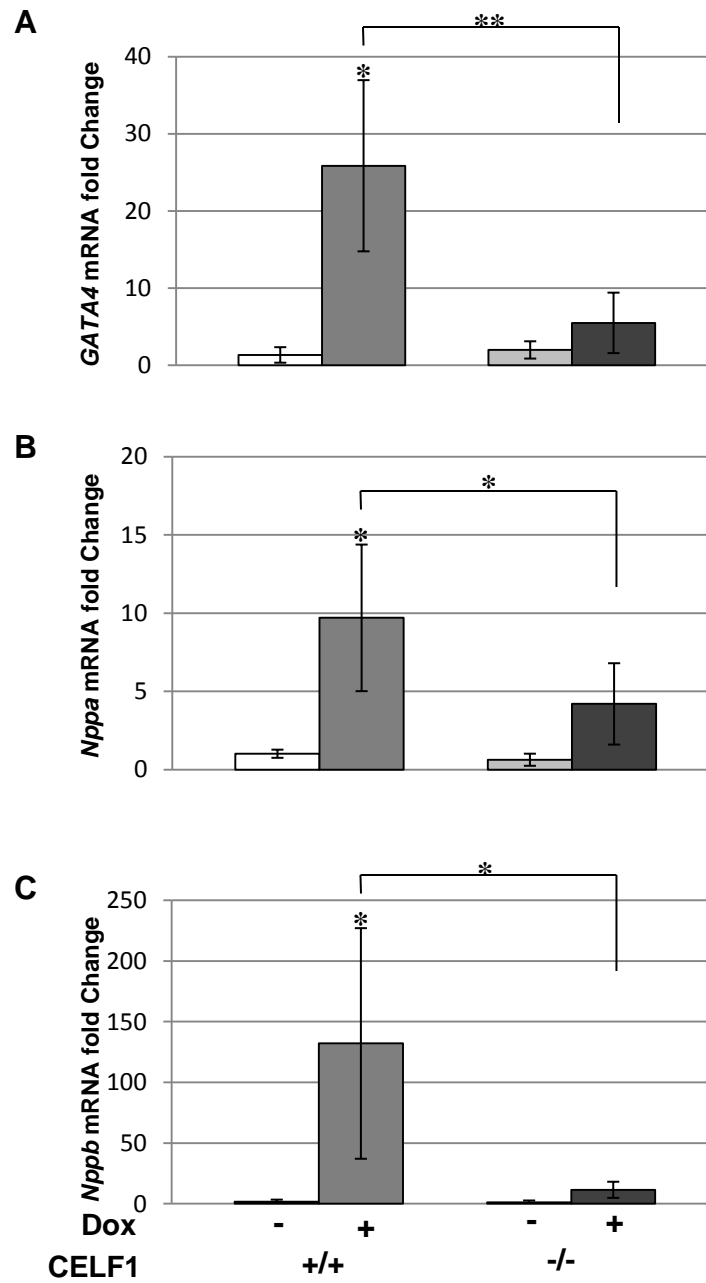 A
**
40
*
30
20
10
0
GATA4 mRNA fold Change
B
20
*
15
*
10
5
0
Nppa mRNA fold Change
C
*
250
*
200
150
100
50
0
Nppb mRNA fold Change
Dox - + - +
CELF1 +/+ -/-